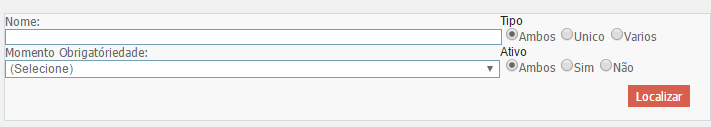 Nome: Tipo
Ambos Unico Varios
Momento Obrigatóriedade: Ativo
(Selecione) Ambos Sim Não
Localizar